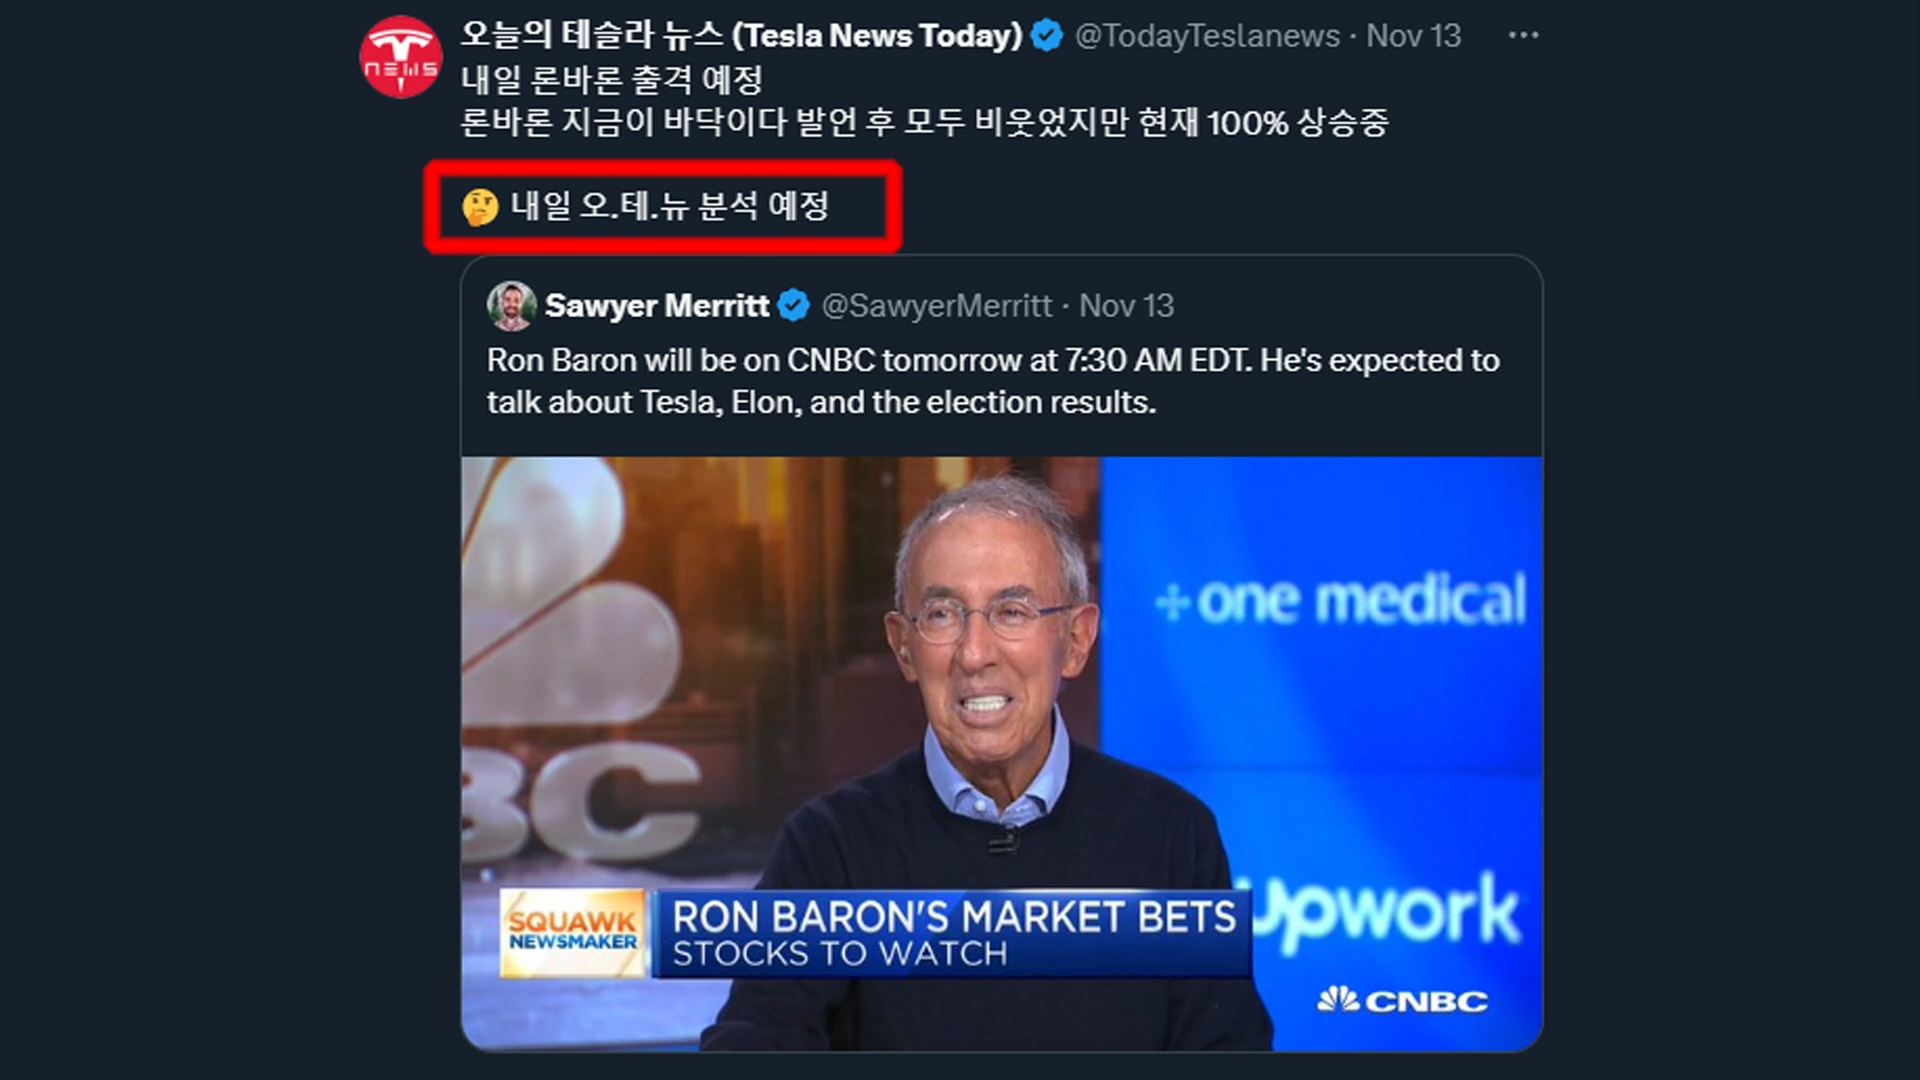 오늘의 테슬라 뉴스 (Tesla News Today) @TodayTeslanews · Nov 13 ···
NEWS
내일 론바론 출격 예정
론바론 지금이 바닥이다 발언 후 모두 비웃었지만 현재 100% 상승중
🤔 내일 오.테.뉴 분석 예정
Sawyer Merritt @SawyerMerritt · Nov 13
Ron Baron will be on CNBC tomorrow at 7:30 AM EDT. He's expected to
talk about Tesla, Elon, and the election results.
+one medical
BC
SQUAWK
NEWSMAKER
RON BARON'S MARKET BETS
STOCKS TO WATCH
Upwork
CNBC